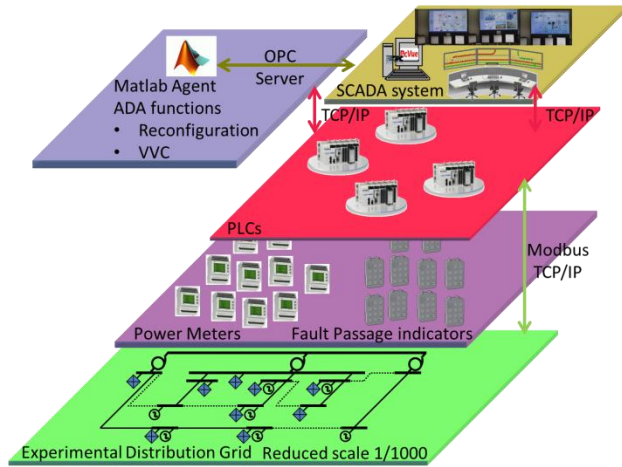 OPC
Server
Matlab Agent
ADA functions
• Reconfiguration
• VVC
PcVue
SCADA system
TCP/IP
TCP/IP
PLCs
Modbus
TCP/IP
Power Meters
Fault Passage indicators
Experimental Distribution Grid
Reduced scale 1/1000